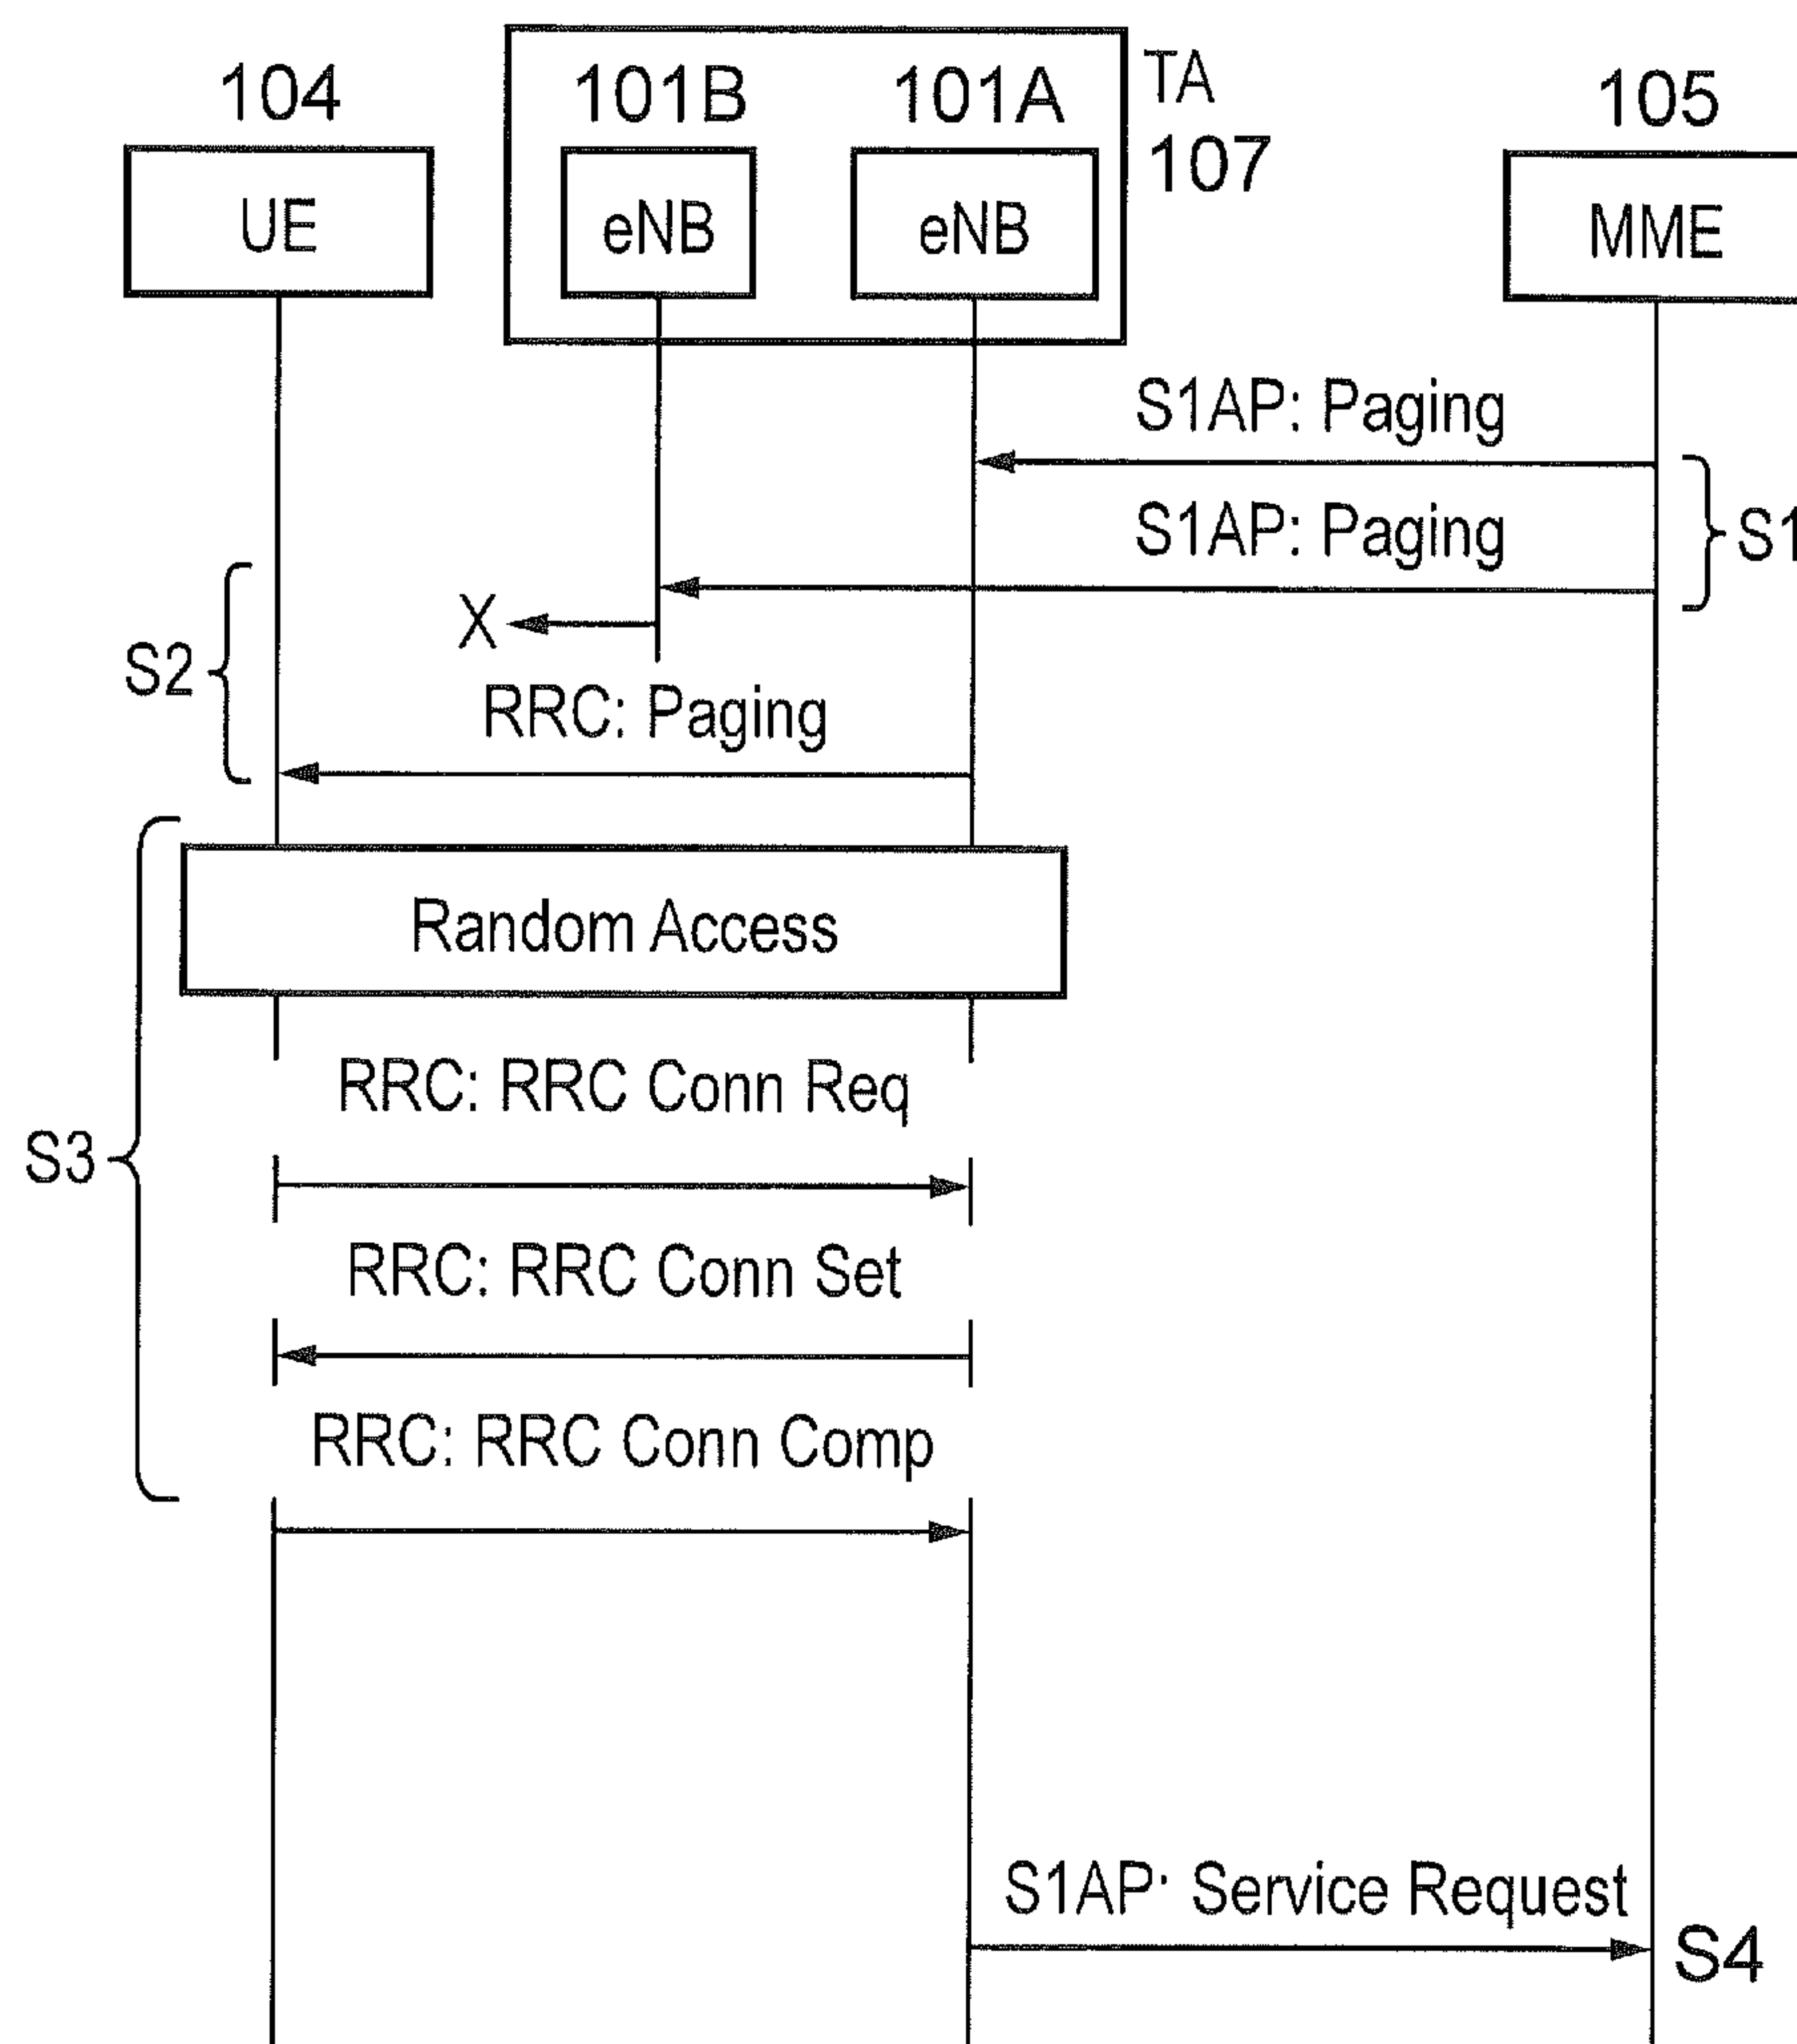 104
101B
101A
TA
107
105
UE
eNB
eNB
MME
S1AP: Paging
S1AP: Paging
S1
X
S2
RRC: Paging
Random Access
RRC: RRC Conn Req
S3
RRC: RRC Conn Set
RRC: RRC Conn Comp
S1AP: Service Request
S4